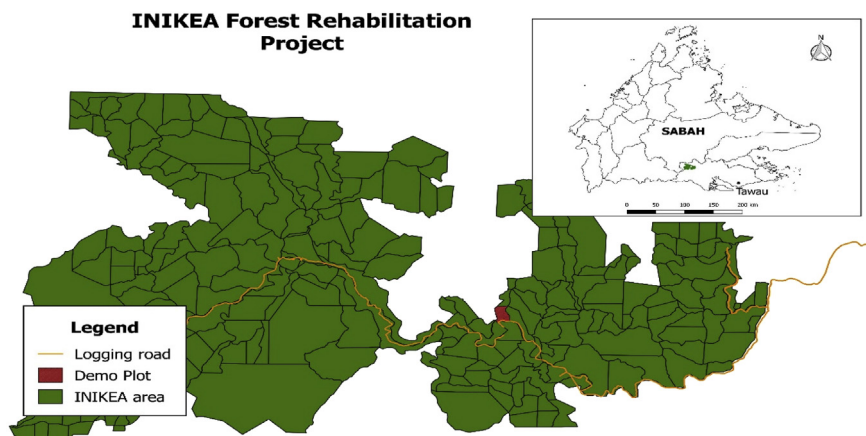 INIKEA Forest Rehabilitation
Project
N
SABAH
Tawau
0 50 100 150 200 km
Legend
Logging road
Demo Plot
INIKEA area